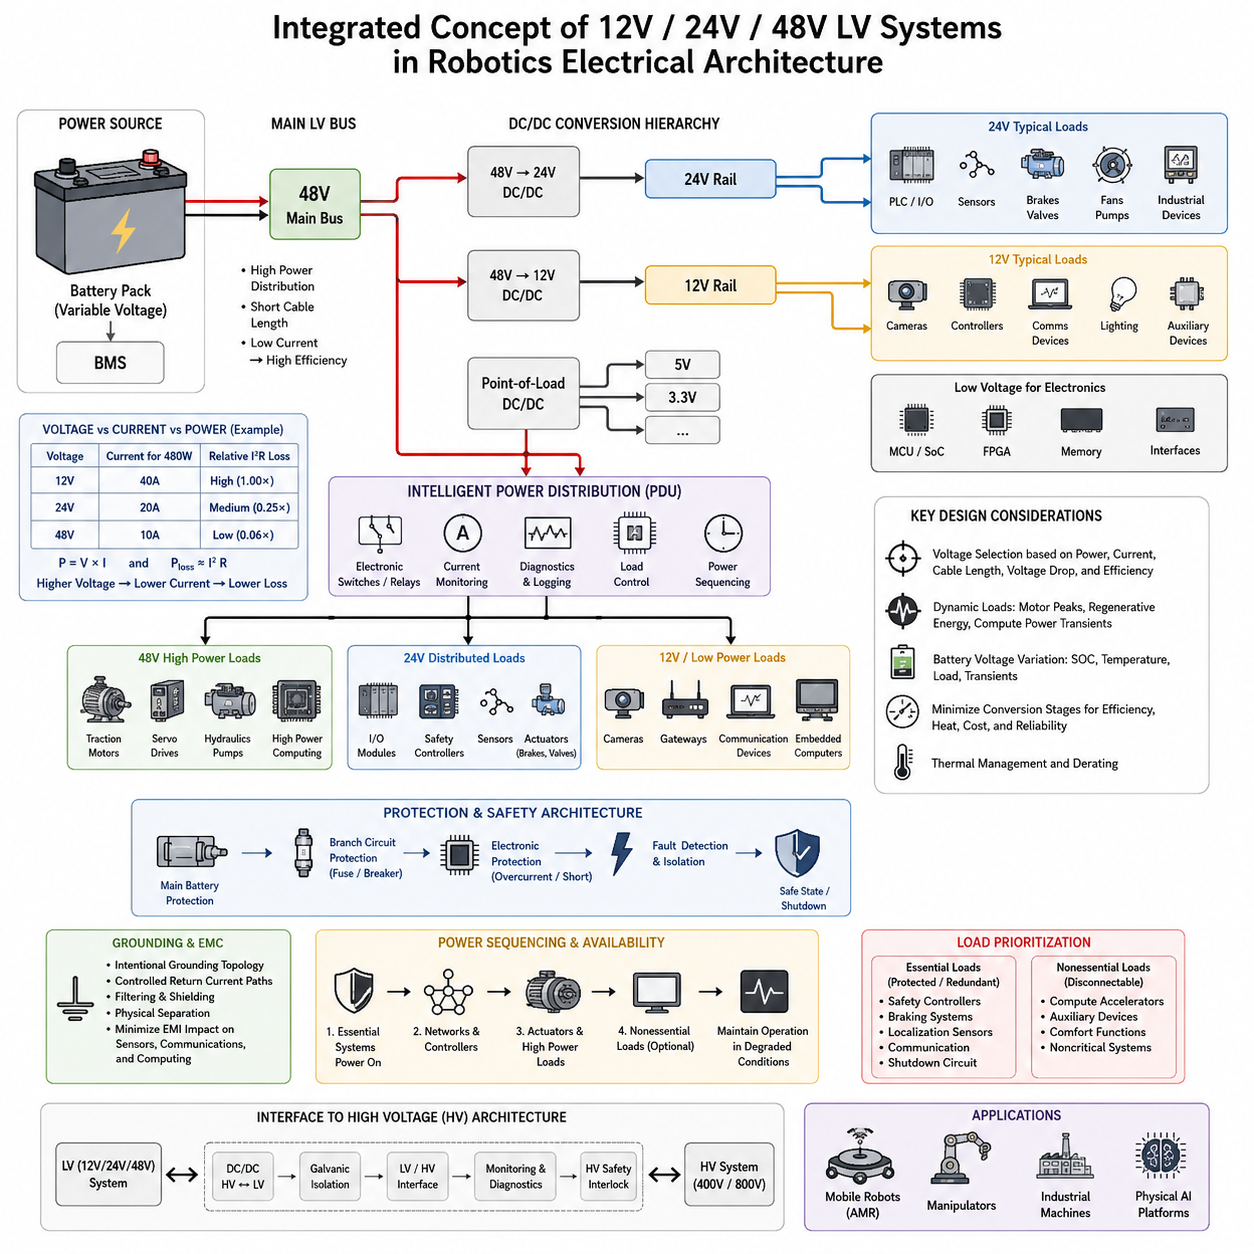 Integrated Concept of 12V / 24V / 48V LV Systems
in Robotics Electrical Architecture
POWER SOURCE
Battery Pack
(Variable Voltage)
BMS
MAIN LV BUS
48V
Main Bus
• High Power
Distribution
• Short Cable
Length
• Low Current
→ High Efficiency
DC/DC CONVERSION HIERARCHY
48V → 24V
DC/DC
24V Rail
48V → 12V
DC/DC
12V Rail
Point-of-Load
DC/DC
5V
3.3V
...
24V Typical Loads
PLC / I/O
Sensors
Brakes
Valves
Fans
Pumps
Industrial
Devices
12V Typical Loads
Cameras
Controllers
Comms
Devices
Lighting
Auxiliary
Devices
Low Voltage for Electronics
MCU / SoC
FPGA
Memory
Interfaces
VOLTAGE vs CURRENT vs POWER (Example)
Voltage Current for 480W Relative I²R Loss
12V 40A High (1.00×)
24V 20A Medium (0.25×)
48V 10A Low (0.06×)
P = V × I and Ploss ≈ I² R
Higher Voltage → Lower Current → Lower Loss
INTELLIGENT POWER DISTRIBUTION (PDU)
Electronic
Switches / Relays
A
Current
Monitoring
Diagnostics
& Logging
Load
Control
Power
Sequencing
48V High Power Loads
Traction
Motors
Servo
Drives
Hydraulics
Pumps
High Power
Computing
24V Distributed Loads
I/O
Modules
Safety
Controllers
Sensors
Actuators
(Brakes, Valves)
12V / Low Power Loads
Cameras
Gateways
Communication
Devices
Embedded
Computers
KEY DESIGN CONSIDERATIONS
Voltage Selection based on Power, Current,
Cable Length, Voltage Drop, and Efficiency
Dynamic Loads: Motor Peaks, Regenerative
Energy, Compute Power Transients
Battery Voltage Variation: SOC, Temperature,
Load, Transients
Minimize Conversion Stages for Efficiency,
Heat, Cost, and Reliability
Thermal Management and Derating
PROTECTION & SAFETY ARCHITECTURE
Main Battery
Protection
Branch Circuit
Protection
(Fuse / Breaker)
Electronic
Protection
(Overcurrent / Short)
Fault Detection
& Isolation
Safe State /
Shutdown
GROUNDING & EMC
• Intentional Grounding Topology
• Controlled Return Current Paths
• Filtering & Shielding
• Physical Separation
• Minimize EMI Impact on
Sensors, Communications,
and Computing
POWER SEQUENCING & AVAILABILITY
1. Essential
Systems
Power On
2. Networks &
Controllers
3. Actuators &
High Power
Loads
4. Nonessential
Loads (Optional)
Maintain Operation
in Degraded
Conditions
LOAD PRIORITIZATION
Essential Loads
(Protected / Redundant)
• Safety Controllers
• Braking Systems
• Localization Sensors
• Communication
• Shutdown Circuit
Nonessential Loads
(Disconnectable)
• Compute Accelerators
• Auxiliary Devices
• Comfort Functions
• Noncritical Systems
INTERFACE TO HIGH VOLTAGE (HV) ARCHITECTURE
LV (12V/24V/48V)
System
DC/DC
HV ↔ LV
Galvanic
Isolation
LV / HV
Interface
Monitoring &
Diagnostics
HV Safety
Interlock
HV System
(400V / 800V)
APPLICATIONS
Mobile Robots
(AMR)
Manipulators
Industrial
Machines
Physical AI
Platforms